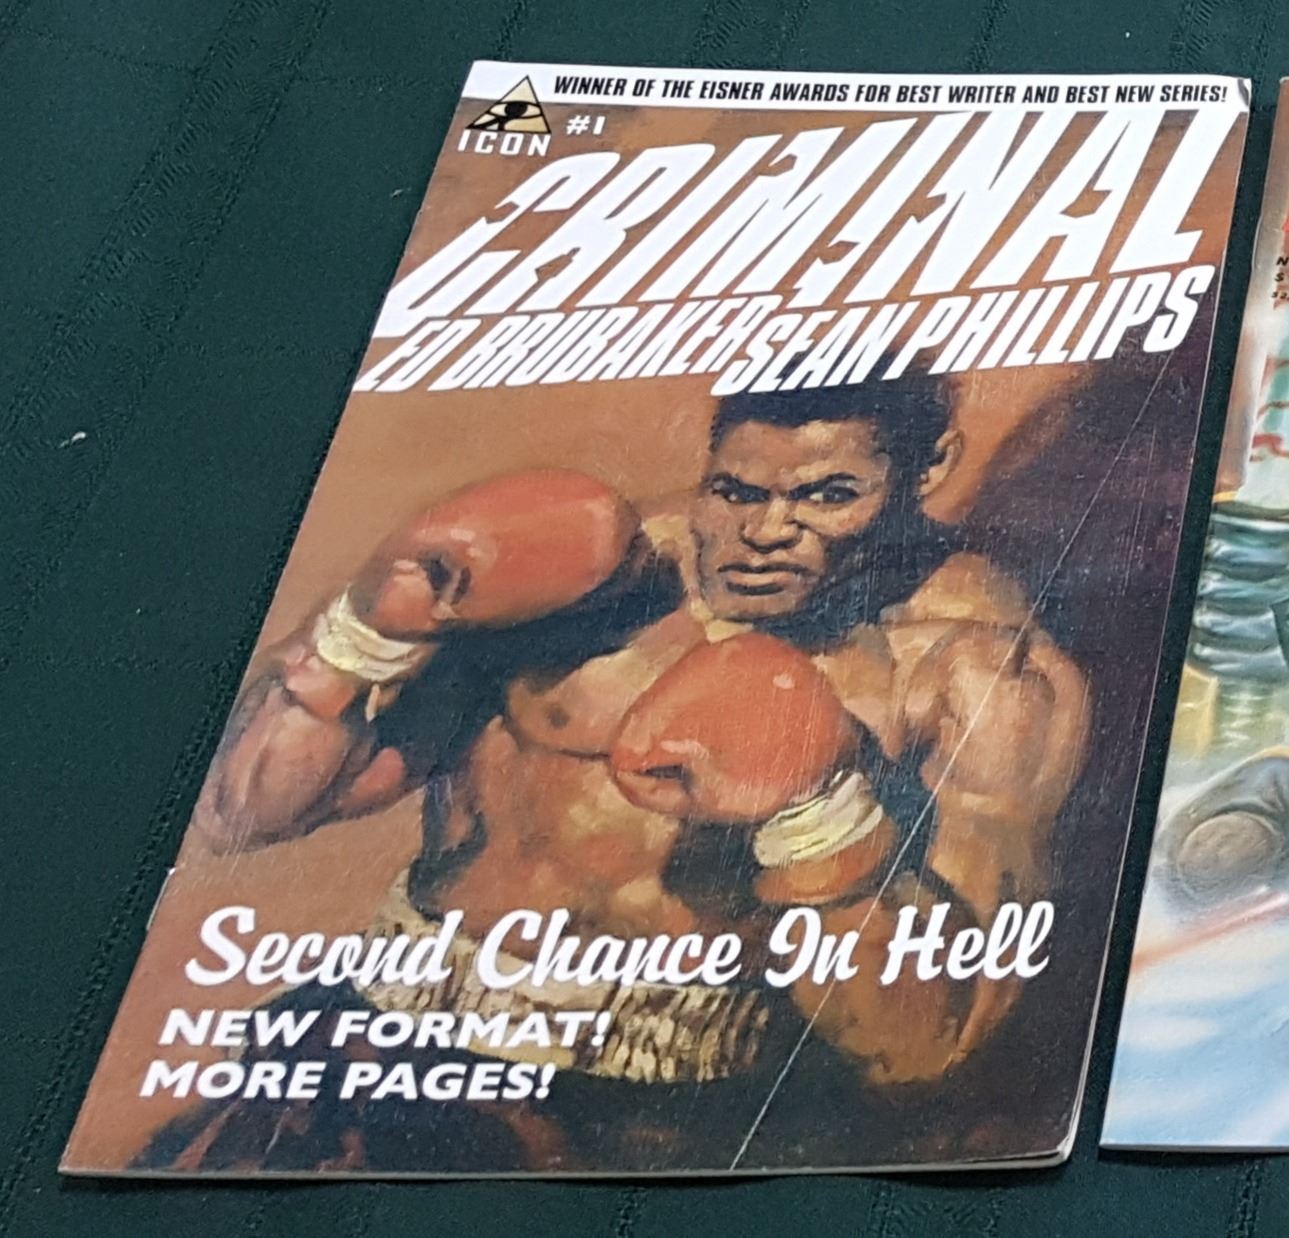 WINNER OF THE EISNER AWARDS FOR BEST WRITER AND BEST NEW SERIES!
ICON
#1
CRIMINAL
ED BRUBAKER SEAN PHILLIPS
Second Chance In Hell
NEW FORMAT!
MORE PAGES!